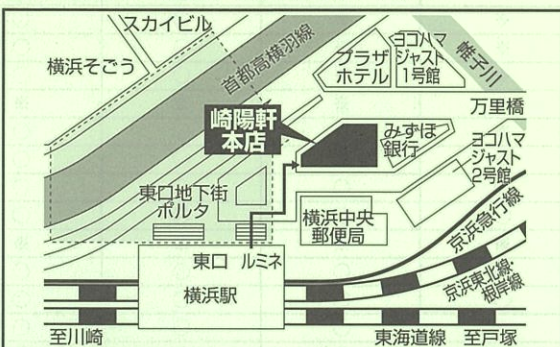 スカイビル
横浜そごう
首都高横羽線
プラザ
ホテル
ヨコハマ
ジャスト
1号館
帷子川
万里橋
崎陽軒
本店
みずほ
銀行
ヨコハマ
ジャスト
2号館
東口地下街
ポルタ
横浜中央
郵便局
京浜急行線
東口 ルミネ
京浜東北線・
根岸線
横浜駅
至川崎
東海道線
至戸塚